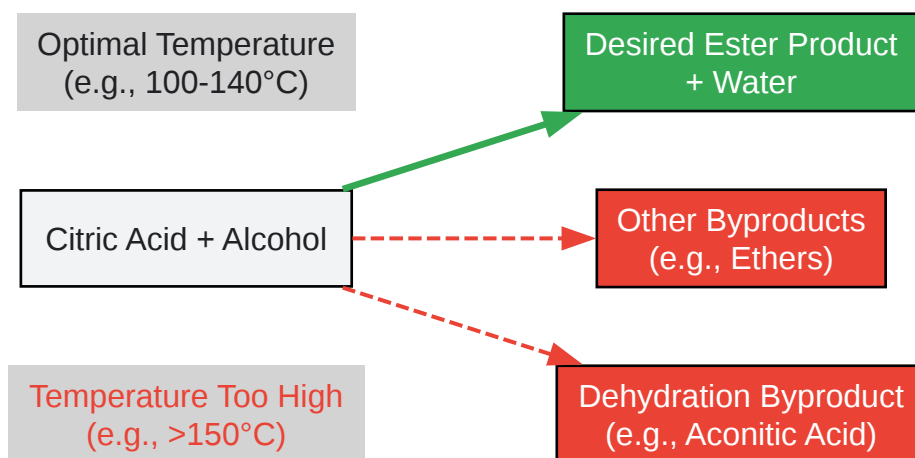 Optimal Temperature
(e.g., 100-140°C)
Desired Ester Product
+ Water
Citric Acid + Alcohol
Other Byproducts
(e.g., Ethers)
Temperature Too High
(e.g., >150°C)
Dehydration Byproduct
(e.g., Aconitic Acid)